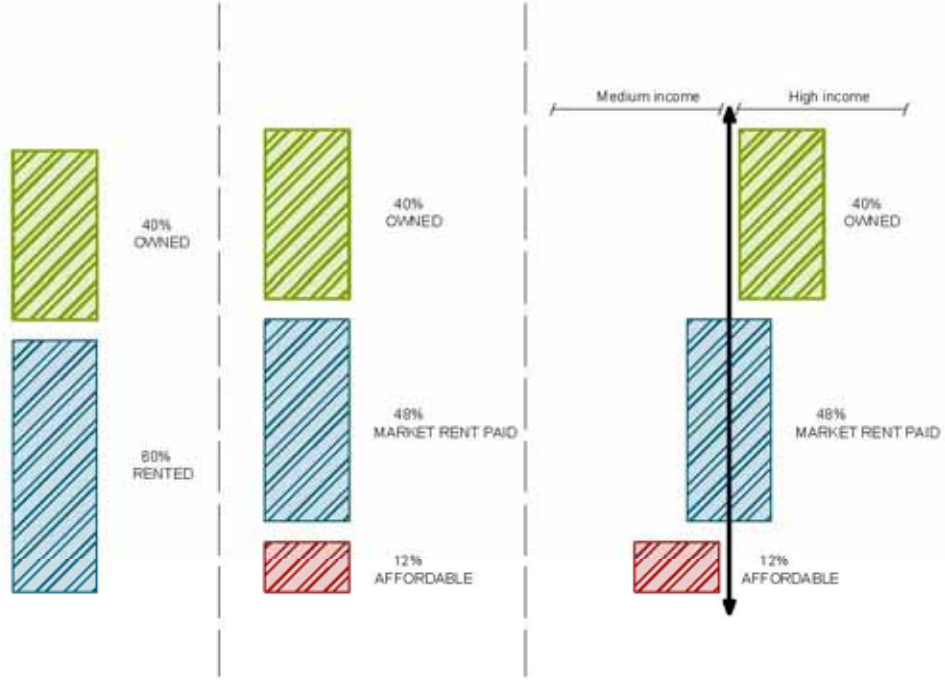 40%
OWNED
60%
RENTED
40%
OWNED
48%
MARKET RENT PAID
12%
AFFORDABLE
Medium income
High income
40%
OWNED
48%
MARKET RENT PAID
12%
AFFORDABLE